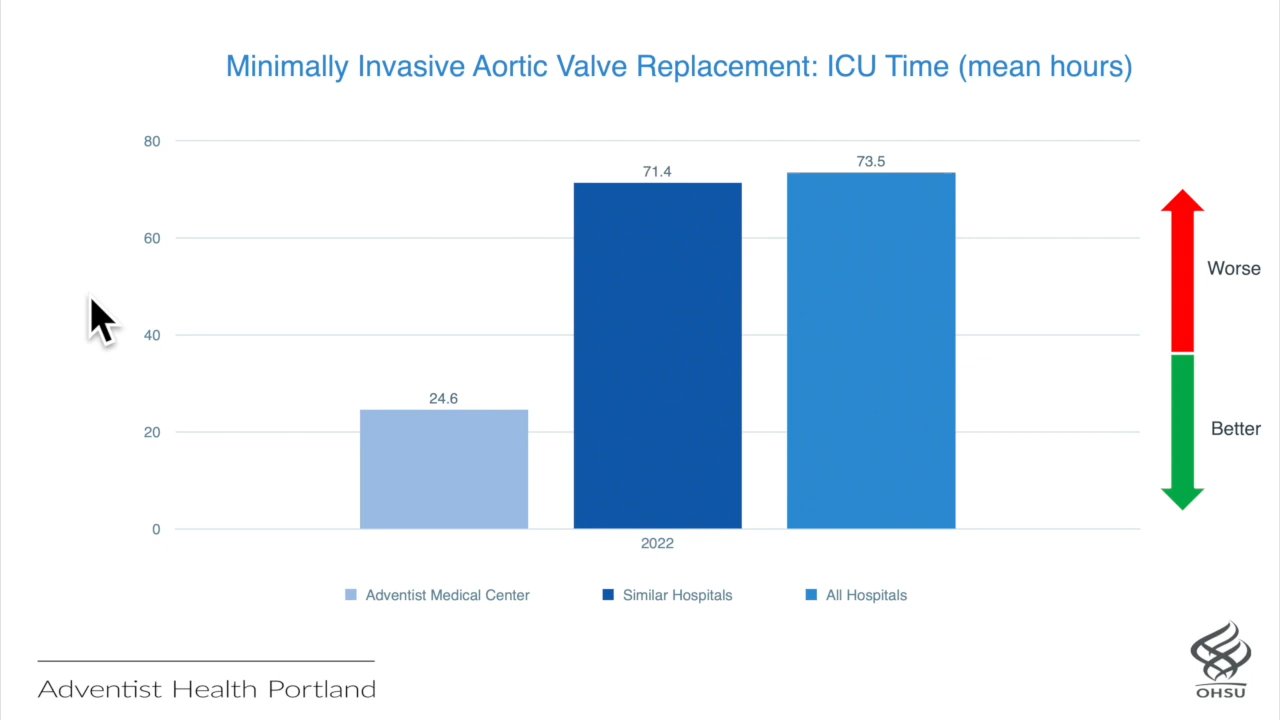 Minimally Invasive Aortic Valve Replacement: ICU Time (mean hours)
80
60
40
20
0
24.6
71.4
73.5
2022
Worse
Better
Adventist Medical Center
Similar Hospitals
All Hospitals
Adventist Health Portland
OHSU